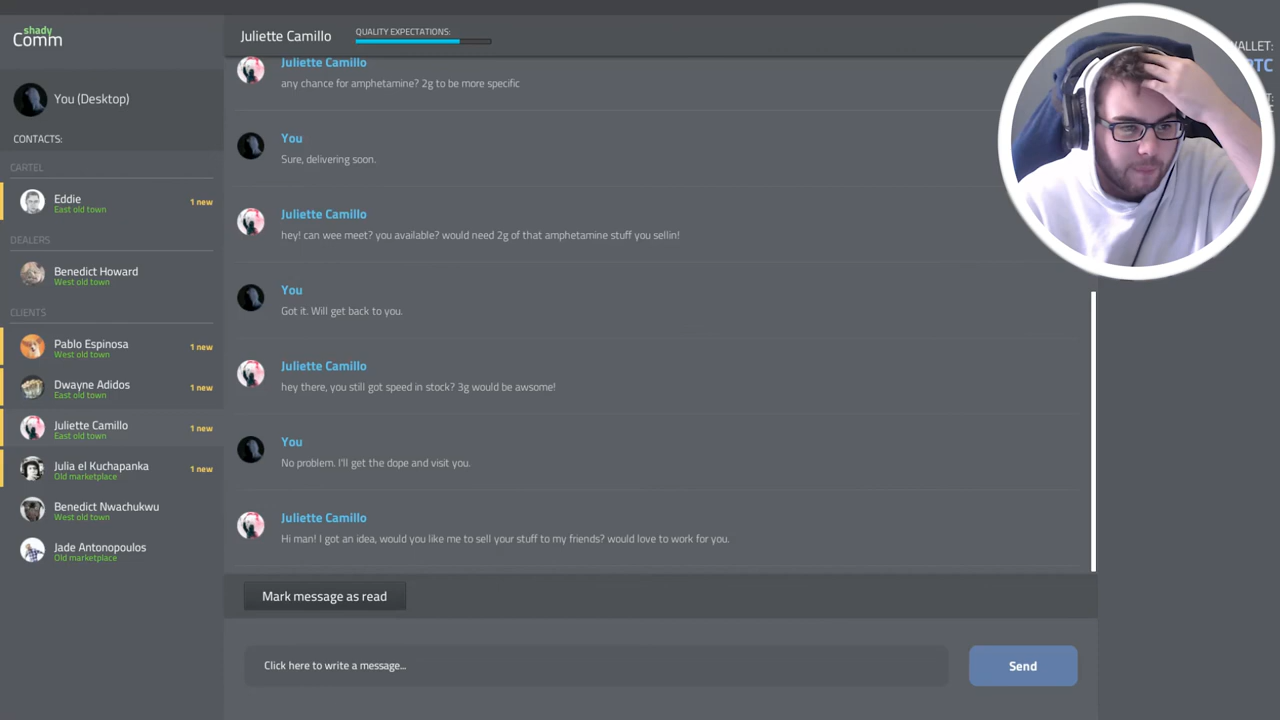 shady
Comm
You (Desktop)
CONTACTS:
CARTEL
Eddie
East old town
1 new
DEALERS
Benedict Howard
West old town
CLIENTS
Pablo Espinosa
West old town
1 new
Dwayne Adidos
East old town
1 new
Juliette Camillo
East old town
1 new
Julia el Kuchapanka
Old marketplace
1 new
Benedict Nwachukwu
West old town
Jade Antonopoulos
Old marketplace
Juliette Camillo
QUALITY EXPECTATIONS:
Juliette Camillo
any chance for amphetamine? 2g to be more specific
You
Sure, delivering soon.
Juliette Camillo
hey! can wee meet? you available? would need 2g of that amphetamine stuff you sellin!
You
Got it. Will get back to you.
Juliette Camillo
hey there, you still got speed in stock? 3g would be awsome!
You
No problem. I'll get the dope and visit you.
Juliette Camillo
Hi man! I got an idea, would you like me to sell your stuff to my friends? would love to work for you.
Mark message as read
Click here to write a message...
Send